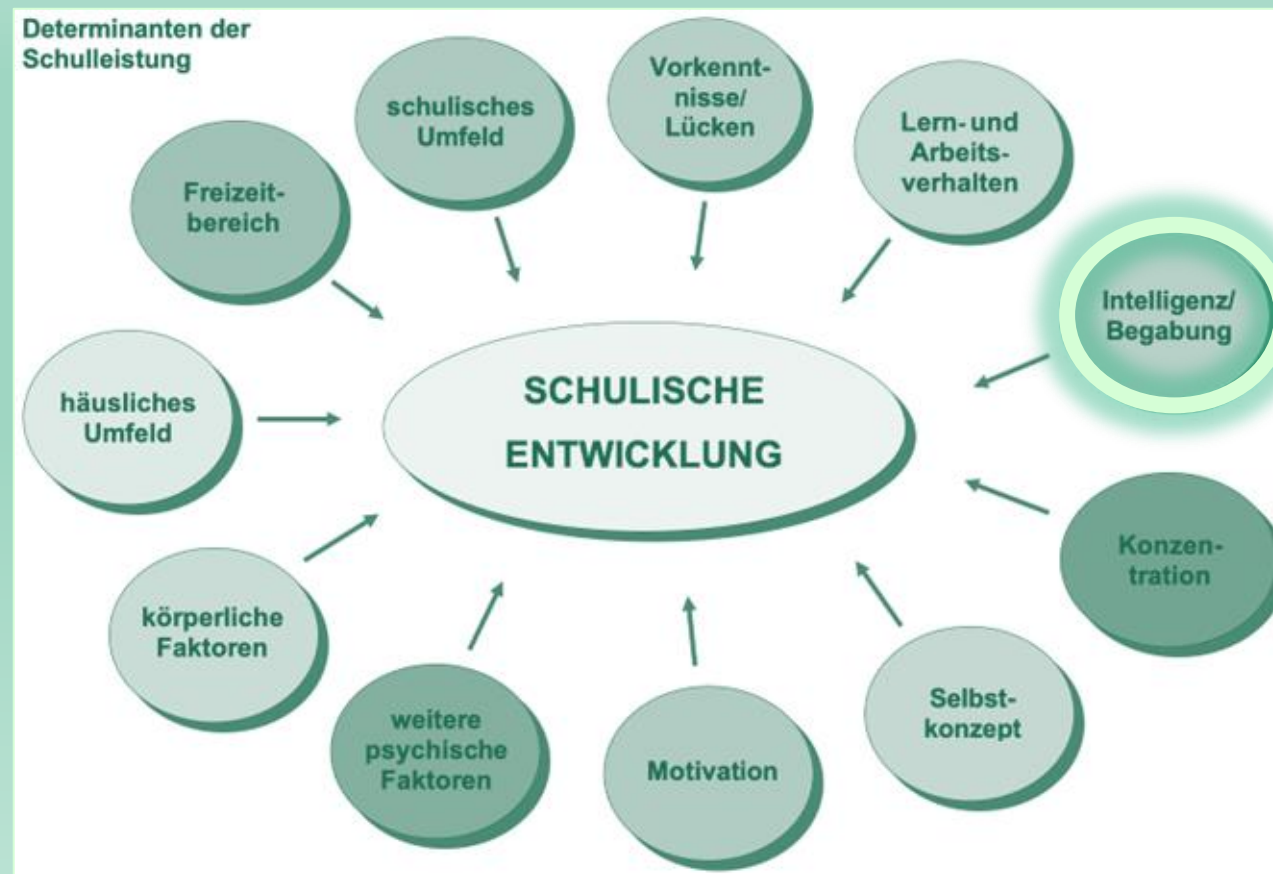 Determinanten der
Schulleistung
schulisches
Umfeld
Vorkennt-
nisse/
Lücken
Lern- und
Arbeits-
verhalten
Freizeit-
bereich
Intelligenz/
Begabung
häusliches
Umfeld
SCHULISCHE
ENTWICKLUNG
Konzen-
tration
körperliche
Faktoren
weitere
psychische
Faktoren
Motivation
Selbst-
konzept